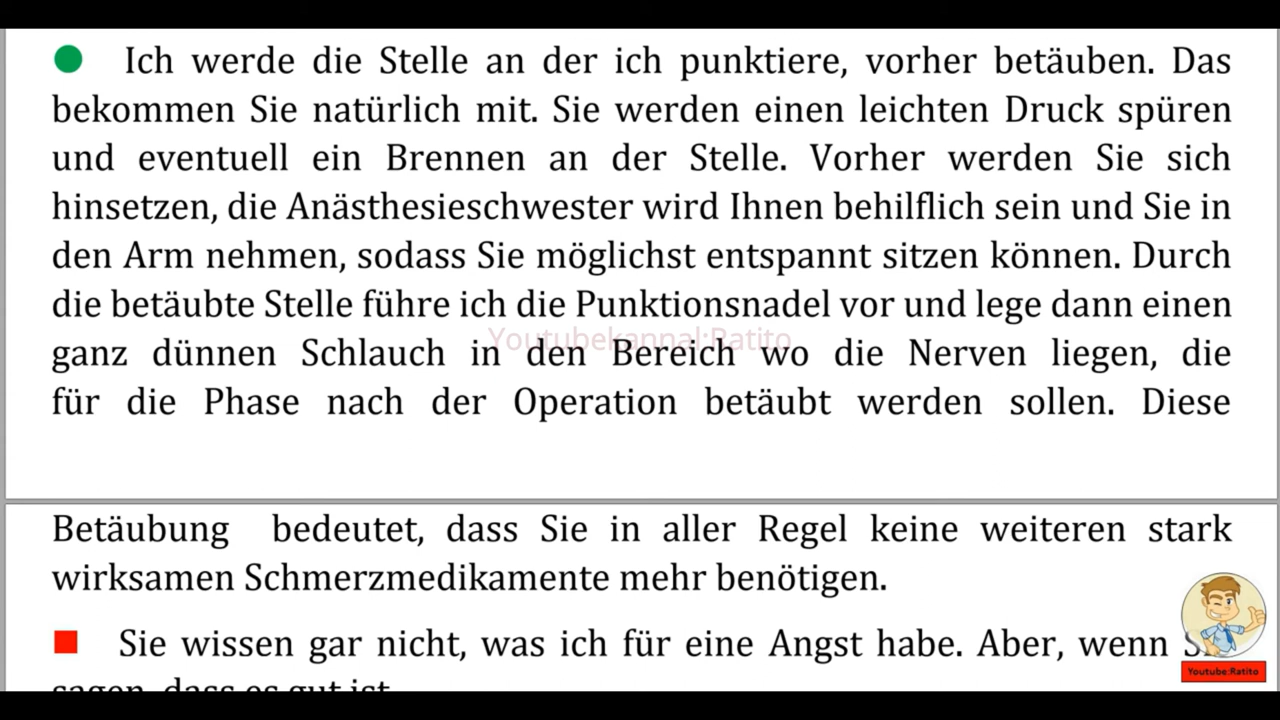 Ich werde die Stelle an der ich punktiere, vorher betäuben. Das
bekommen Sie natürlich mit. Sie werden einen leichten Druck spüren
und eventuell ein Brennen an der Stelle. Vorher werden Sie sich
hinsetzen, die Anästhesieschwester wird Ihnen behilflich sein und Sie in
den Arm nehmen, sodass Sie möglichst entspannt sitzen können. Durch
die betäubte Stelle führe ich die Punktionsnadel vor und lege dann einen
Youtubekannal:Ratito
ganz dünnen Schlauch in den Bereich wo die Nerven liegen, die
für die Phase nach der Operation betäubt werden sollen. Diese
Betäubung bedeutet, dass Sie in aller Regel keine weiteren stark
wirksamen Schmerzmedikamente mehr benötigen.
Sie wissen gar nicht, was ich für eine Angst habe. Aber, wenn
sagen, dass es gut ist
Youtube:Ratito